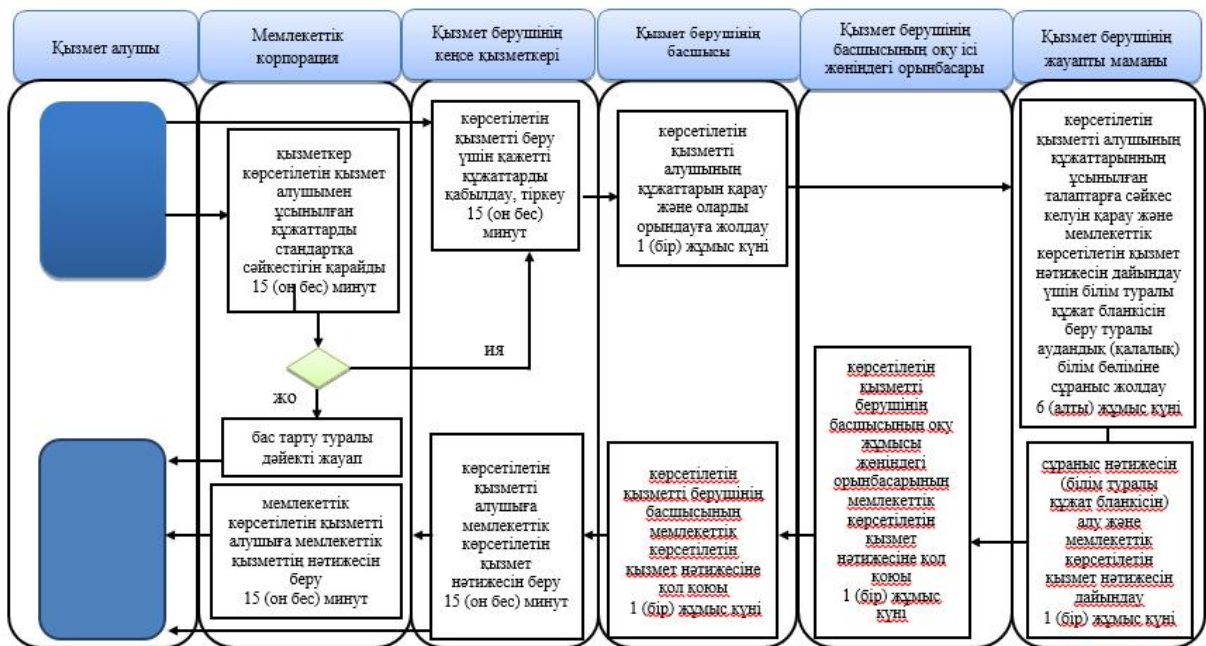 Қызмет алушы
Мемлекеттік
корпорация
Қызмет берушінің
кеңсе қызметкері
Қызмет берушінің
басшысы
Қызмет берушінің
басшысының оқу ісі
жөніндегі орынбасары
Қызмет берушінің
жауапты маманы
қызметкер
көрсетілетін қызмет
алушымен
ұсынылған
құжаттарды
стандартқа
сәйкестігін қарайды
15 (он бес) минут
көрсетілетін
қызметті беру
үшін қажетті
құжаттарды
қабылдау, тіркеу
15 (он бес)
минут
көрсетілетін
қызметті
алушының
құжаттарын қарау
және оларды
орындауға жолдау
1 (бір) жұмыс күні
көрсетілетін
қызметті алушының
құжаттарынның
ұсынылған
талаптарға сәйкес
келуін қарау және
мемлекеттік
көрсетілетін қызмет
нәтижесін дайындау
үшін білім туралы
құжат бланкісін
беру туралы
аудандық (қалалық)
білім бөліміне
сұраныс жолдау
6 (алты) жұмыс күні
ия
жо
бас тарту туралы
дәйекті жауап
мемлекеттік
көрсетілетін қызметті
алушыға мемлекеттік
қызметтің нәтижесін
беру
15 (он бес) минут
көрсетілетін
қызметті
алушыға
мемлекеттік
көрсетілетін
қызмет
нәтижесін беру
15 (он бес) минут
көрсетілетін
қызметті берушінің
басшысының
мемлекеттік
көрсетілетін
қызмет нәтижесіне
қол қоюы
1 (бір) жұмыс күні
көрсетілетін
қызметті
берушінің
басшысының оқу
жұмысы
жөніндегі
орынбасарының
мемлекеттік
көрсетілетін
қызмет
нәтижесіне қол
қоюы
1 (бір) жұмыс
күні
сұраныс нәтижесін
(білім туралы
құжат бланкісін)
алу және
мемлекеттік
көрсетілетін
қызмет нәтижесін
дайындау
1 (бір) жұмыс күні